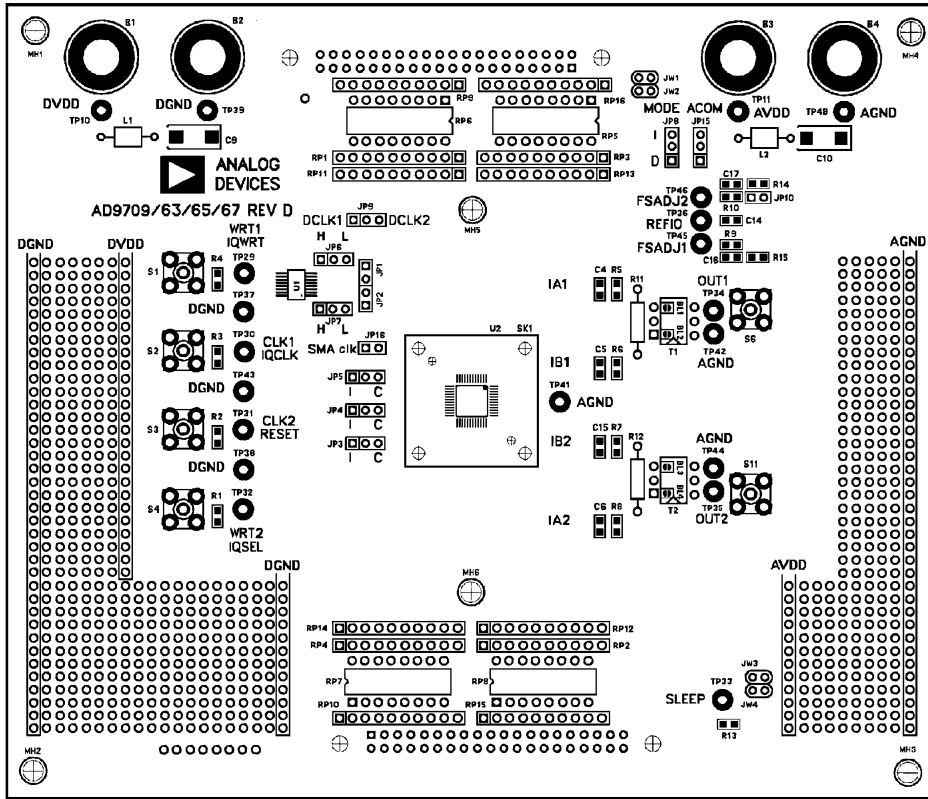 B1
B2
B3
B4
MH1
MH4
DVDD
TP10
DGND
TP39
TP11
AVDD
TP48
AGND
L1
C9
L2
C10
RP9
RP16
RP6
RP5
RP1
RP11
RP3
RP13
JW1
JW2
MODE
ACOM
JP8
JP15
I
D
ANALOG
DEVICES
AD9709/63/65/67 REV D
DCLK1
JP9
DCLK2
MH5
TP46
FSADJ2
TP36
REFIO
TP45
FSADJ1
C17
R14
JP10
R10
C14
R9
C16
R15
DGND
DVDD
AGND
WRT1
IQWRT
S1
R4
TP29
DGND
TP37
S2
R3
TP30
CLK1
IQCLK
DGND
TP43
S3
R2
TP31
CLK2
RESET
DGND
TP38
S4
R1
TP32
WRT2
IQSEL
H L
JP6
U1
JP1
JP2
JP7
H L
SMA clk
JP16
JP5
I C
JP4
I C
JP3
I C
U2
SK1
TP41
AGND
IA1
C4
R5
R11
IB1
C5
R6
BL1
BL2
T1
OUT1
TP34
S6
TP42
AGND
IB2
C15
R7
R12
IA2
C6
R8
BL3
BL4
T2
AGND
TP44
S11
TP35
OUT2
DGND
AVDD
MH6
RP14
RP4
RP12
RP2
RP7
RP8
RP10
RP15
SLEEP
TP33
JW3
JW4
R13
MH2
MH3